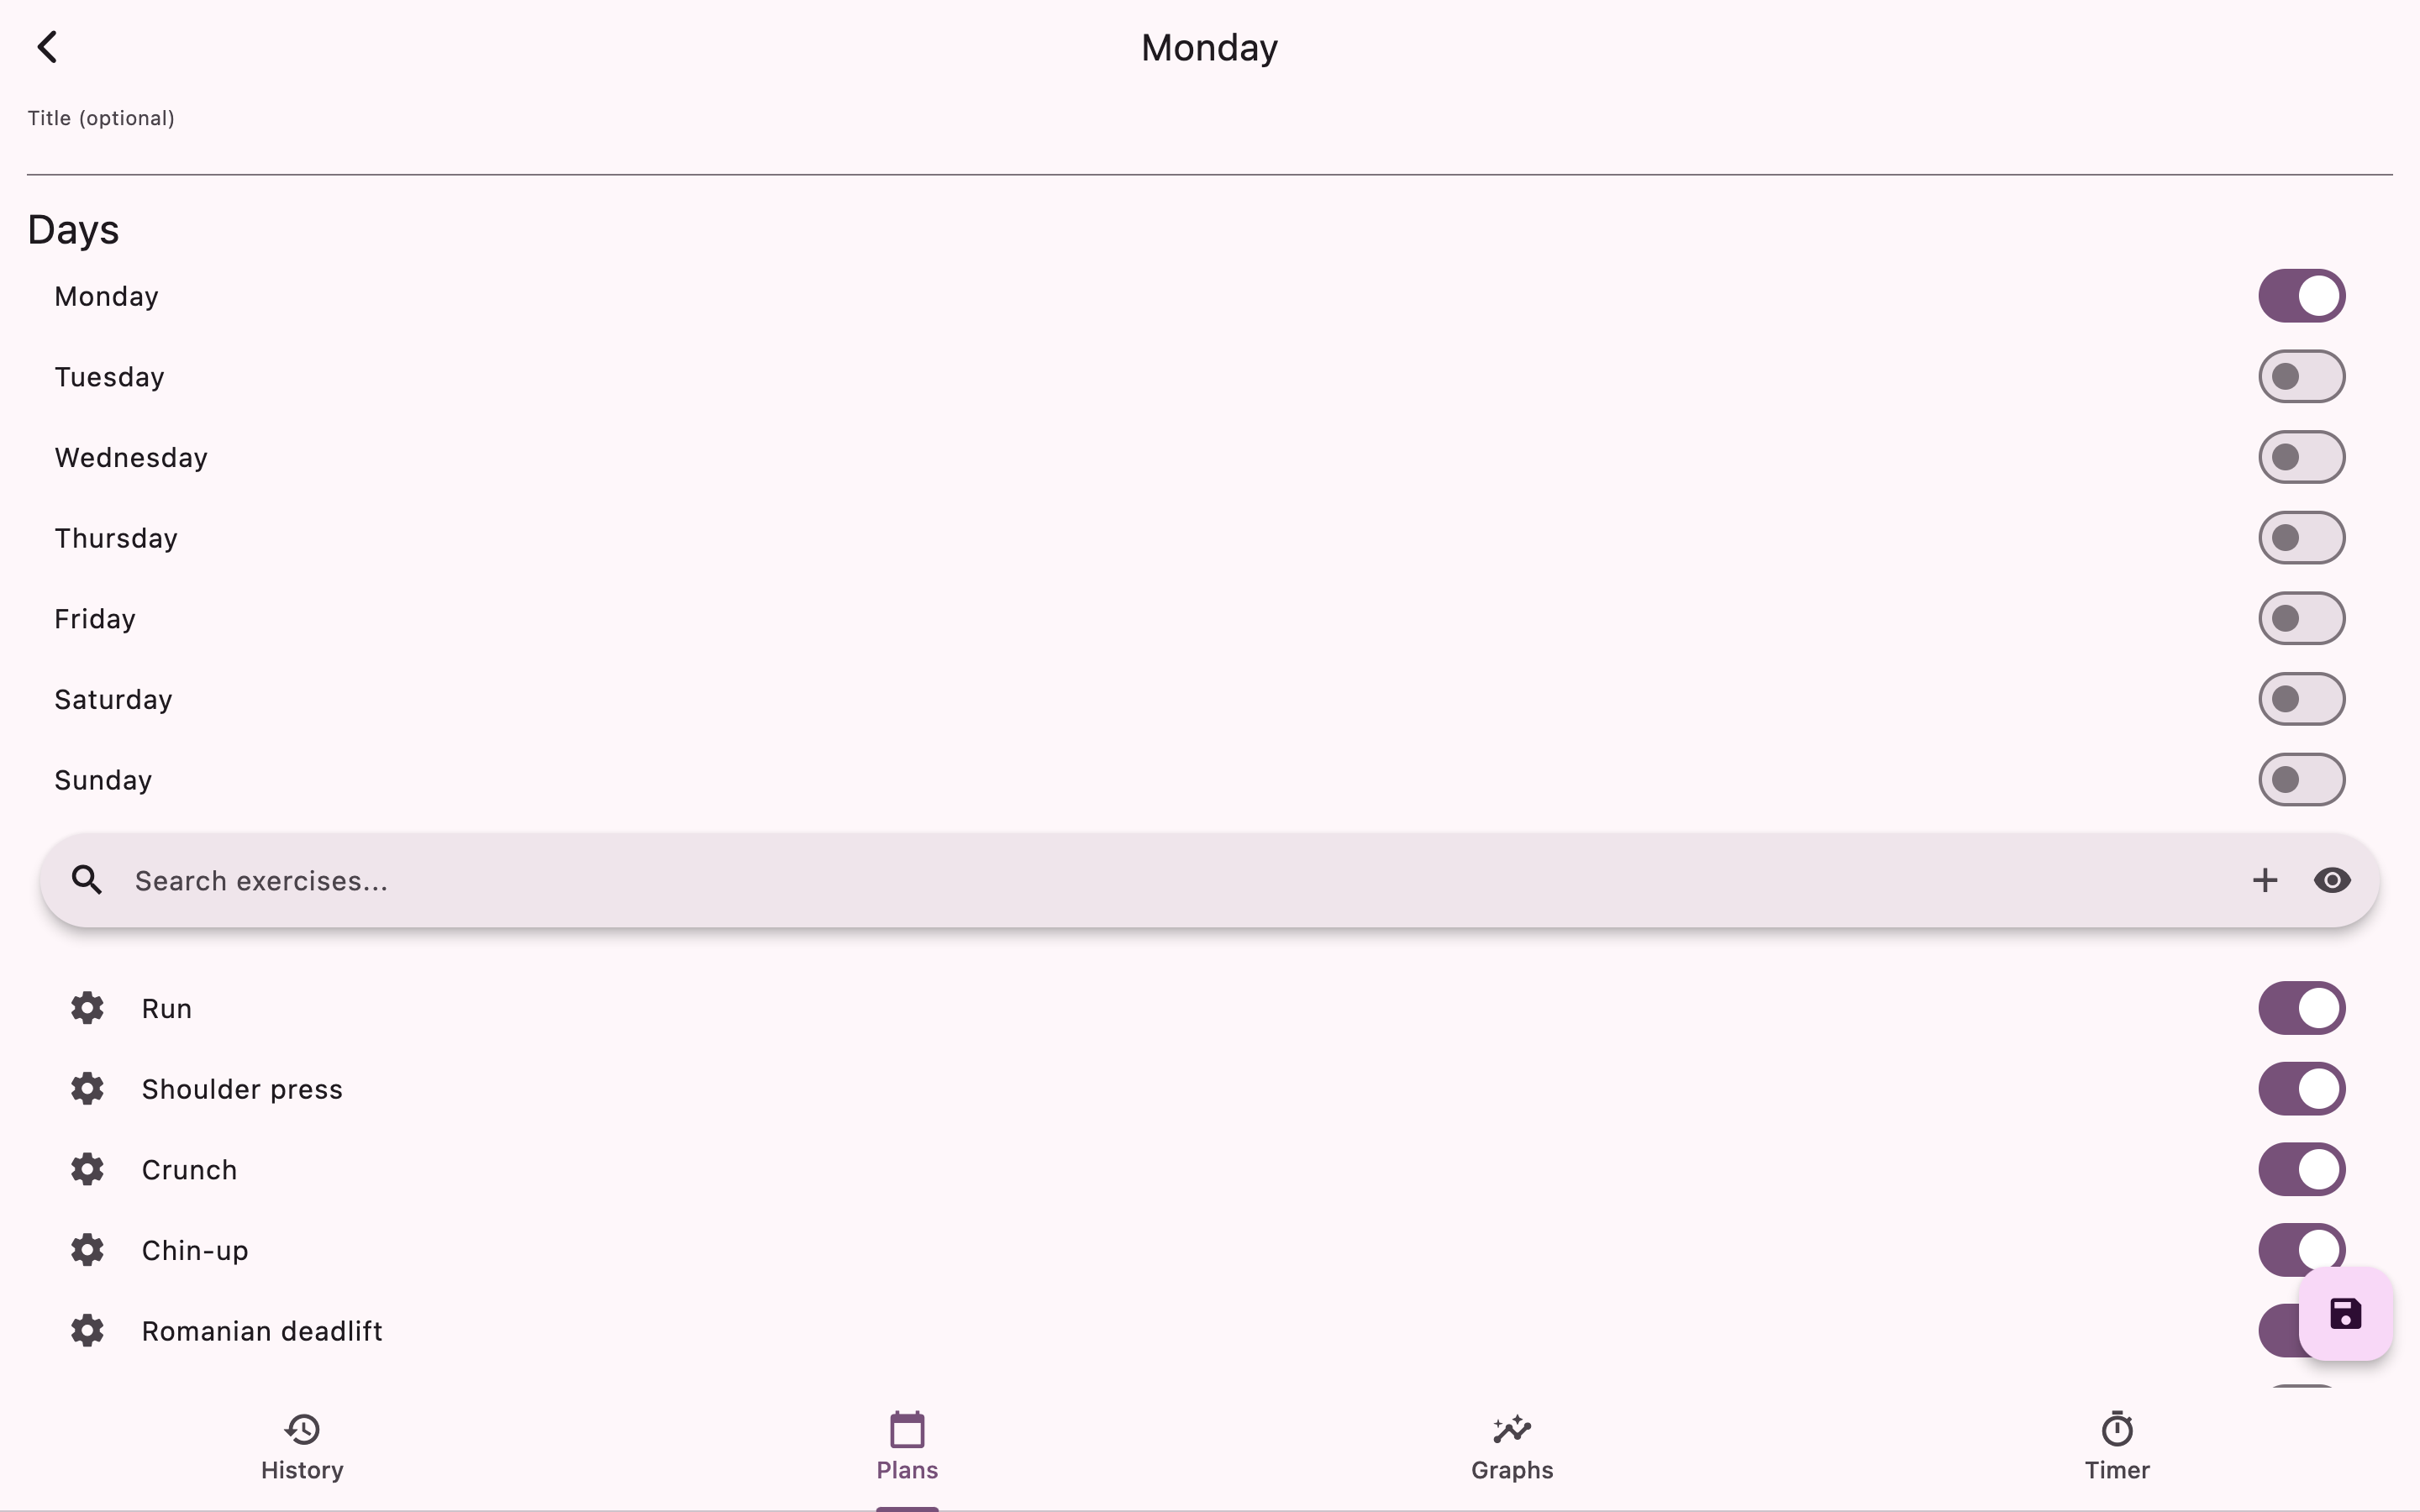 Monday
Title (optional)
Days
Monday
Tuesday
Wednesday
Thursday
Friday
Saturday
Sunday
Search exercises...
Run
Shoulder press
Crunch
Chin-up
Romanian deadlift
History
Plans
Graphs
Timer